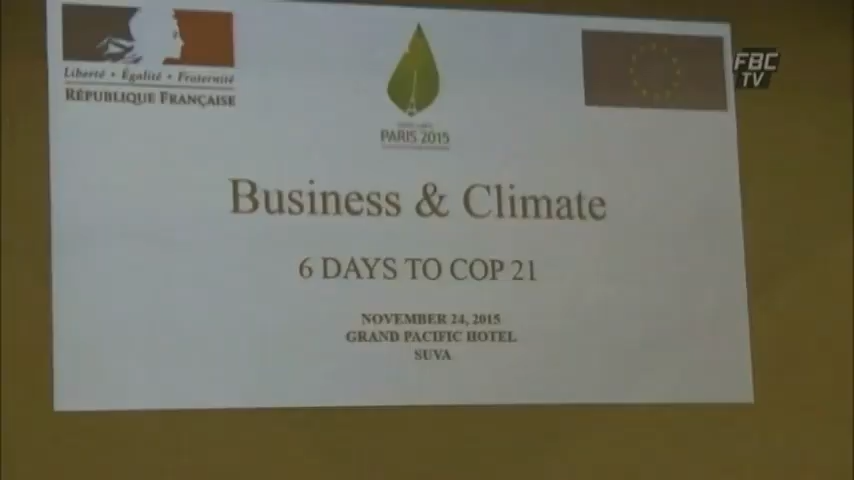 Liberté • Égalité • Fraternité
RÉPUBLIQUE FRANÇAISE
FBC
TV
PARIS 2015
Business & Climate
6 DAYS TO COP 21
NOVEMBER 24, 2015
GRAND PACIFIC HOTEL
SUVA